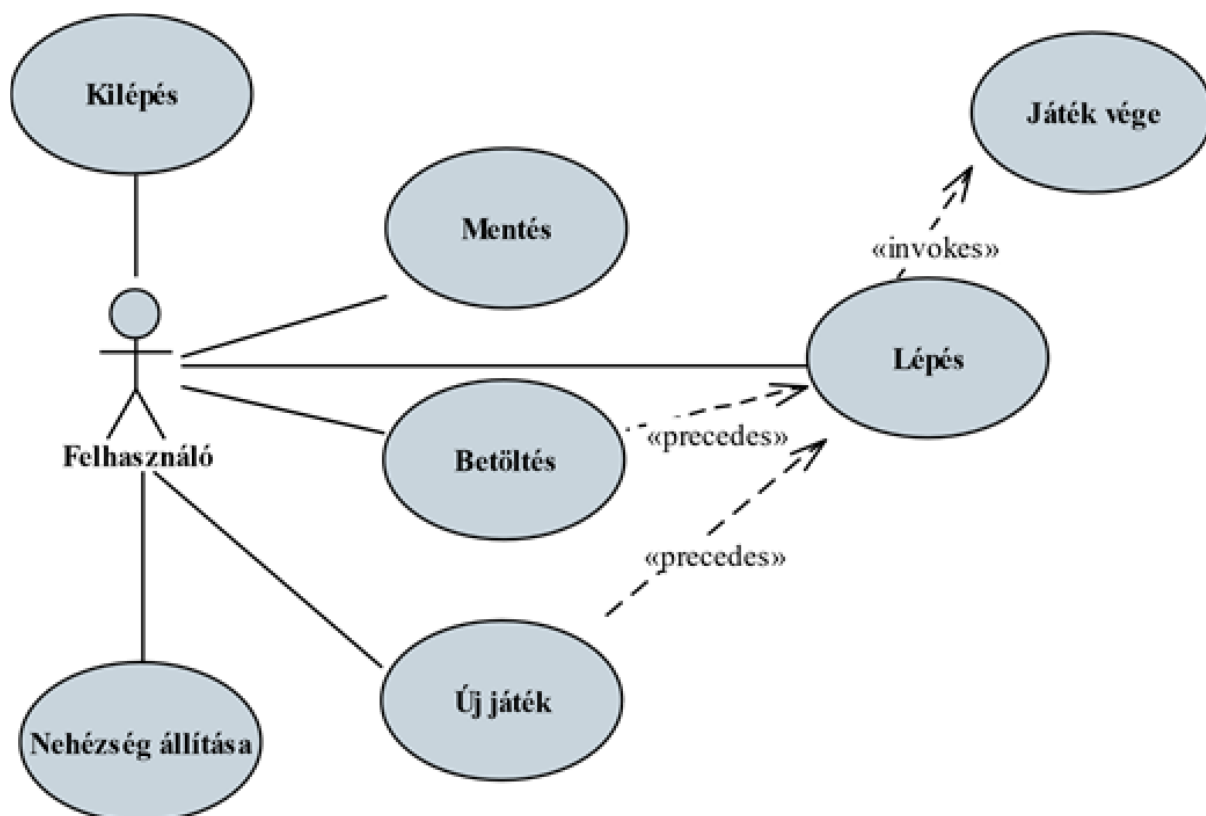 Kilépés
Játék vége
Mentés
«invokes»
Lépés
«precedes»
Felhasználó
Betöltés
«precedes»
Új játék
Nehézség állítása